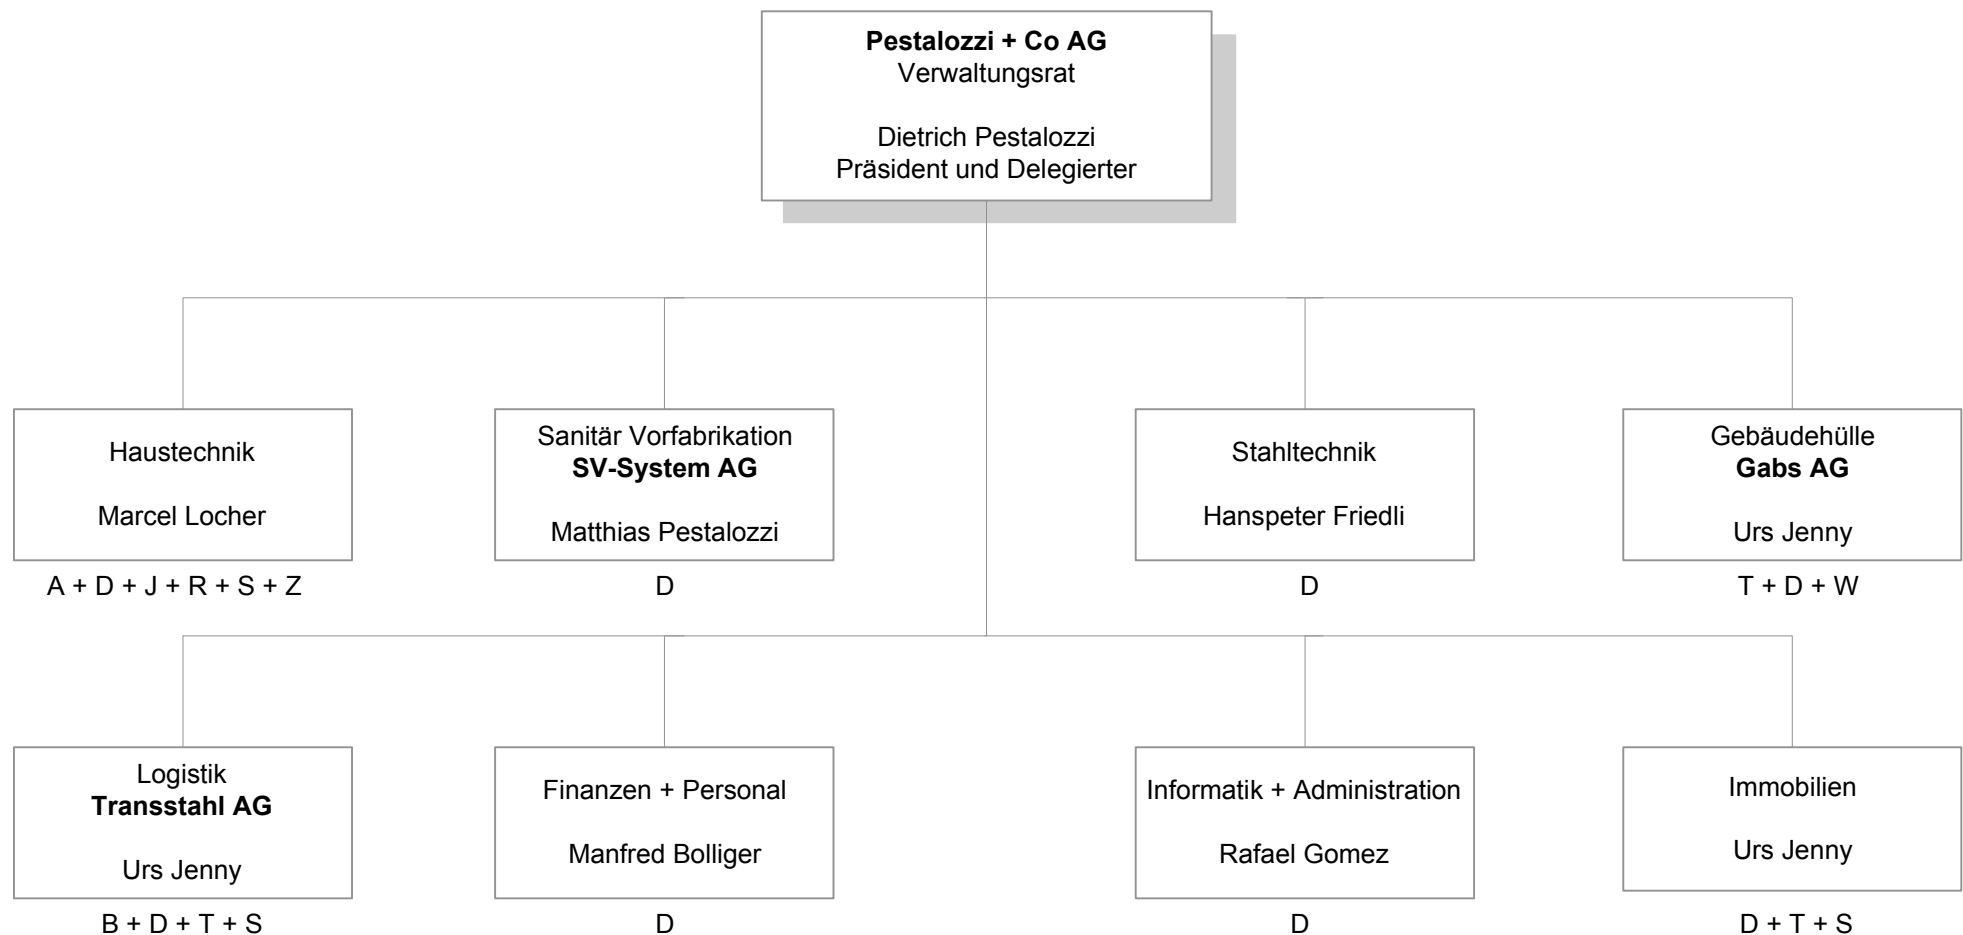 Pestalozzi + Co AG
Verwaltungsrat
Dietrich Pestalozzi
Präsident und Delegierter
Haustechnik
Marcel Locher
A + D + J + R + S + Z
Sanitär Vorfabrikation
SV-System AG
Matthias Pestalozzi
D
Stahltechnik
Hanspeter Friedli
D
Gebäudehülle
Gabs AG
Urs Jenny
T + D + W
Logistik
Transstahl AG
Urs Jenny
B + D + T + S
Finanzen + Personal
Manfred Bolliger
D
Informatik + Administration
Rafael Gomez
D
Immobilien
Urs Jenny
D + T + S